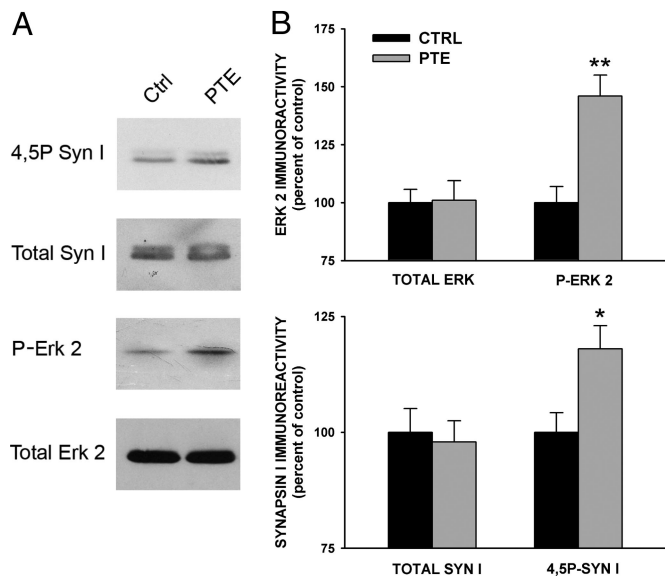 A
Ctrl
PTE
4,5P Syn I
Total Syn I
P-Erk 2
Total Erk 2
B
ERK 2 IMMUNORACTIVITY
(percent of control)
175
150
125
100
75
CTRL
PTE
**
TOTAL ERK
P-ERK 2
SYNAPSIN I IMMUNOREACTIVITY
(percent of control)
125
100
75
*
TOTAL SYN I
4,5P-SYN I